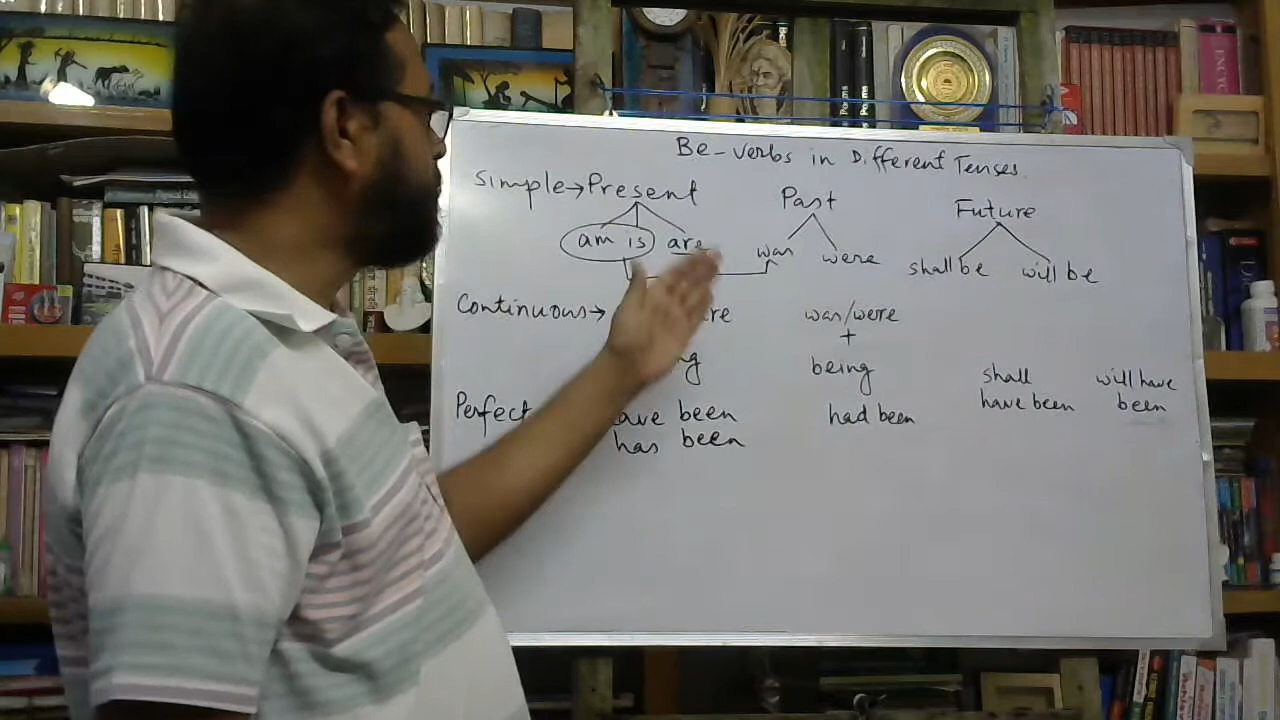 Be-verbs in Different Tenses
Simple→Present Past Future
am is are was were shall be will be
Continuous→ was/were
+
being
Perfect have been had been shall have been will have been
has been
Poems